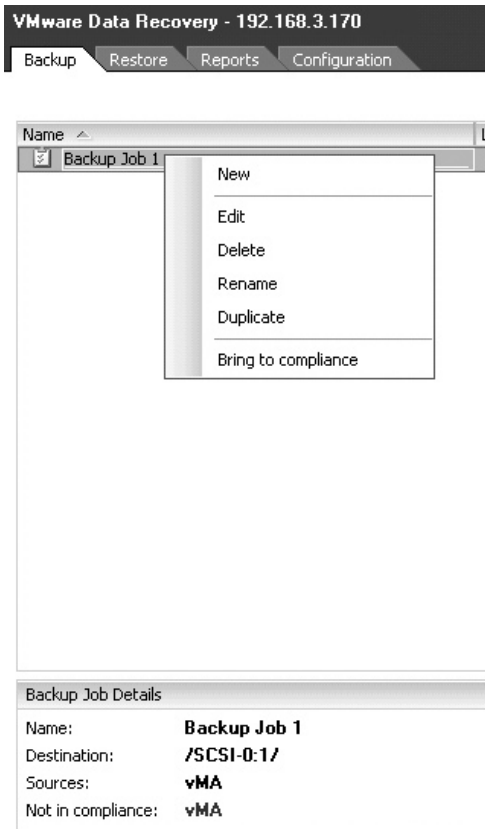 VMware Data Recovery - 192.168.3.170
Backup Restore Reports Configuration
Name
Backup Job 1
New
Edit
Delete
Rename
Duplicate
Bring to compliance
Backup Job Details
Name: Backup Job 1
Destination: /SCSI-0:1/
Sources: vMA
Not in compliance: vMA